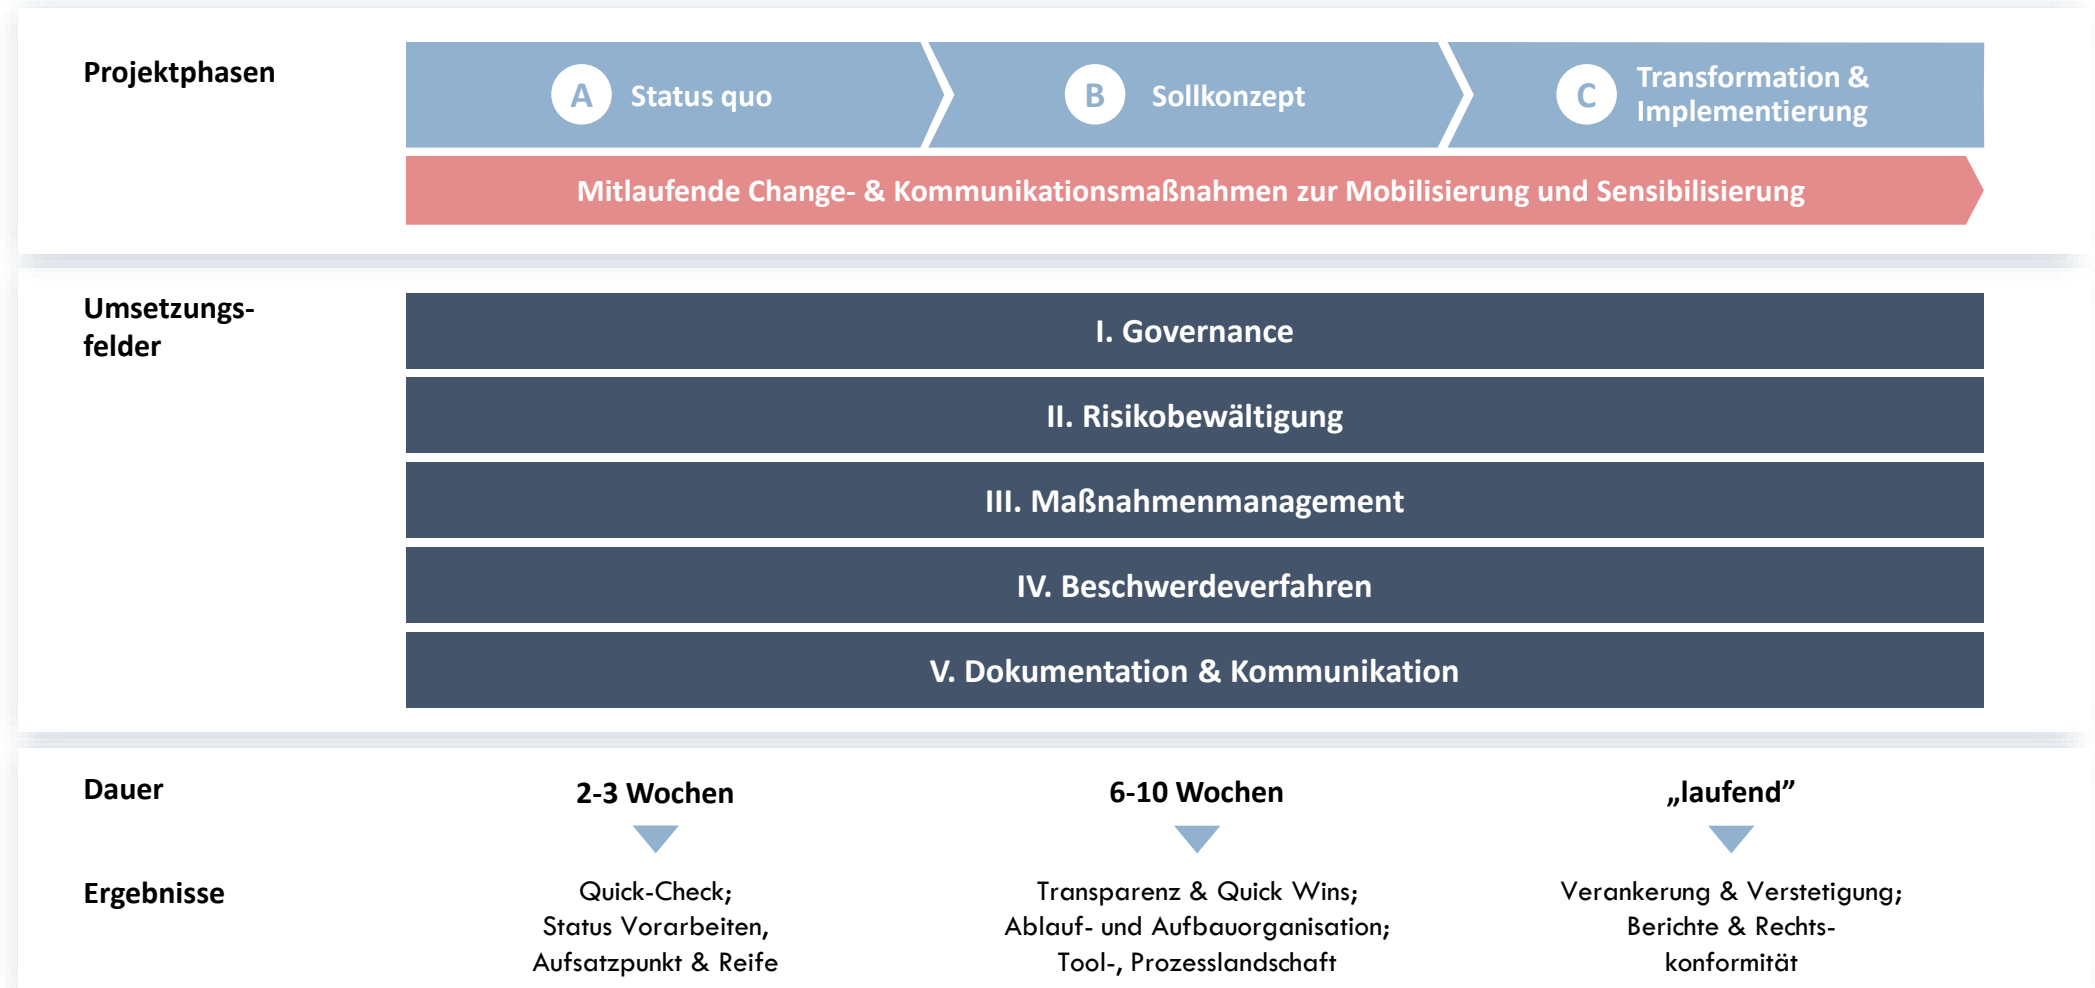 Projektphasen
A Status quo
B Sollkonzept
C Transformation &
Implementierung
Mitlaufende Change- & Kommunikationsmaßnahmen zur Mobilisierung und Sensibilisierung
Umsetzungs-
felder
I. Governance
II. Risikobewältigung
III. Maßnahmenmanagement
IV. Beschwerdeverfahren
V. Dokumentation & Kommunikation
Dauer
2-3 Wochen
6-10 Wochen
„laufend”
Ergebnisse
Quick-Check;
Status Vorarbeiten,
Aufsatzpunkt & Reife
Transparenz & Quick Wins;
Ablauf- und Aufbauorganisation;
Tool-, Prozesslandschaft
Verankerung & Verstetigung;
Berichte & Rechts-
konformität